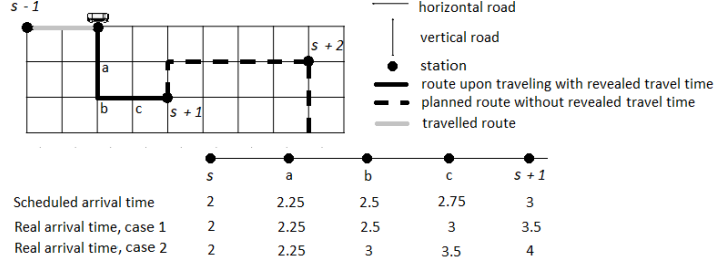 s - 1
horizontal road
vertical road
s + 2
station
a
route upon traveling with revealed travel time
planned route without revealed travel time
b c s + 1
travelled route
s a b c s + 1
Scheduled arrival time 2 2.25 2.5 2.75 3
Real arrival time, case 1 2 2.25 2.5 3 3.5
Real arrival time, case 2 2 2.25 3 3.5 4